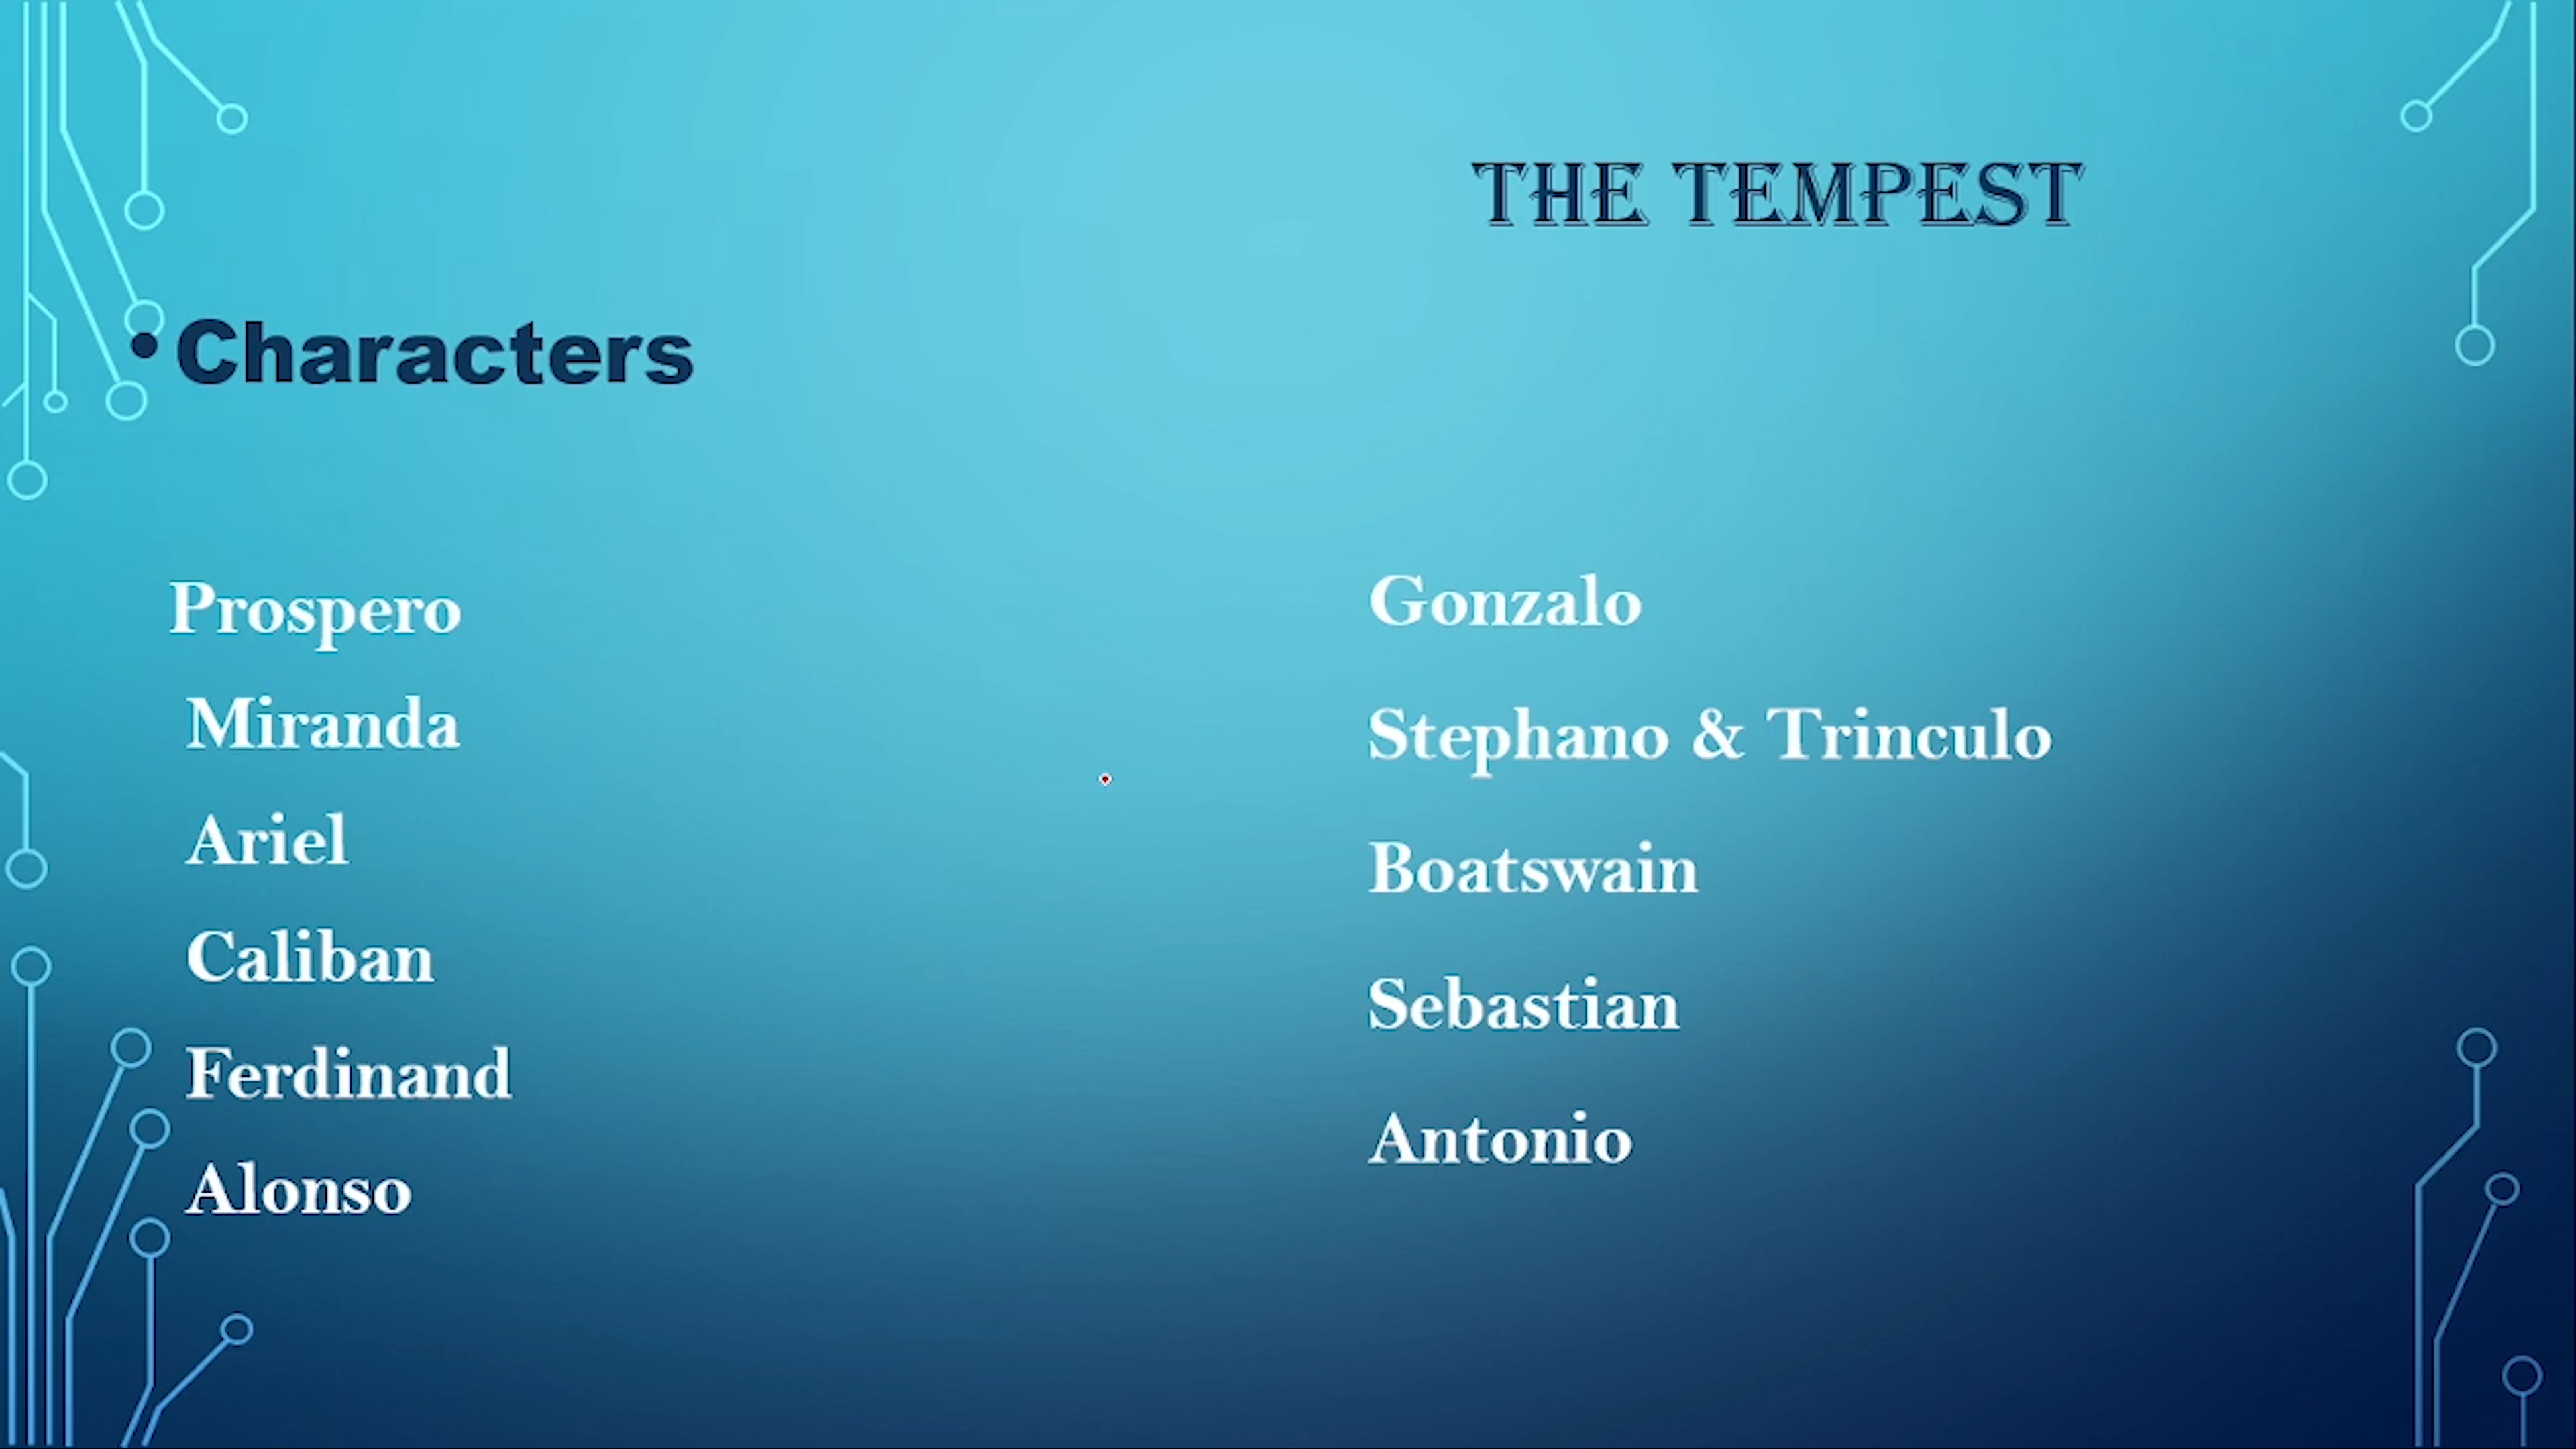 THE TEMPEST
• Characters
Prospero
Miranda
Ariel
Caliban
Ferdinand
Alonso
Gonzalo
Stephano & Trinculo
Boatswain
Sebastian
Antonio